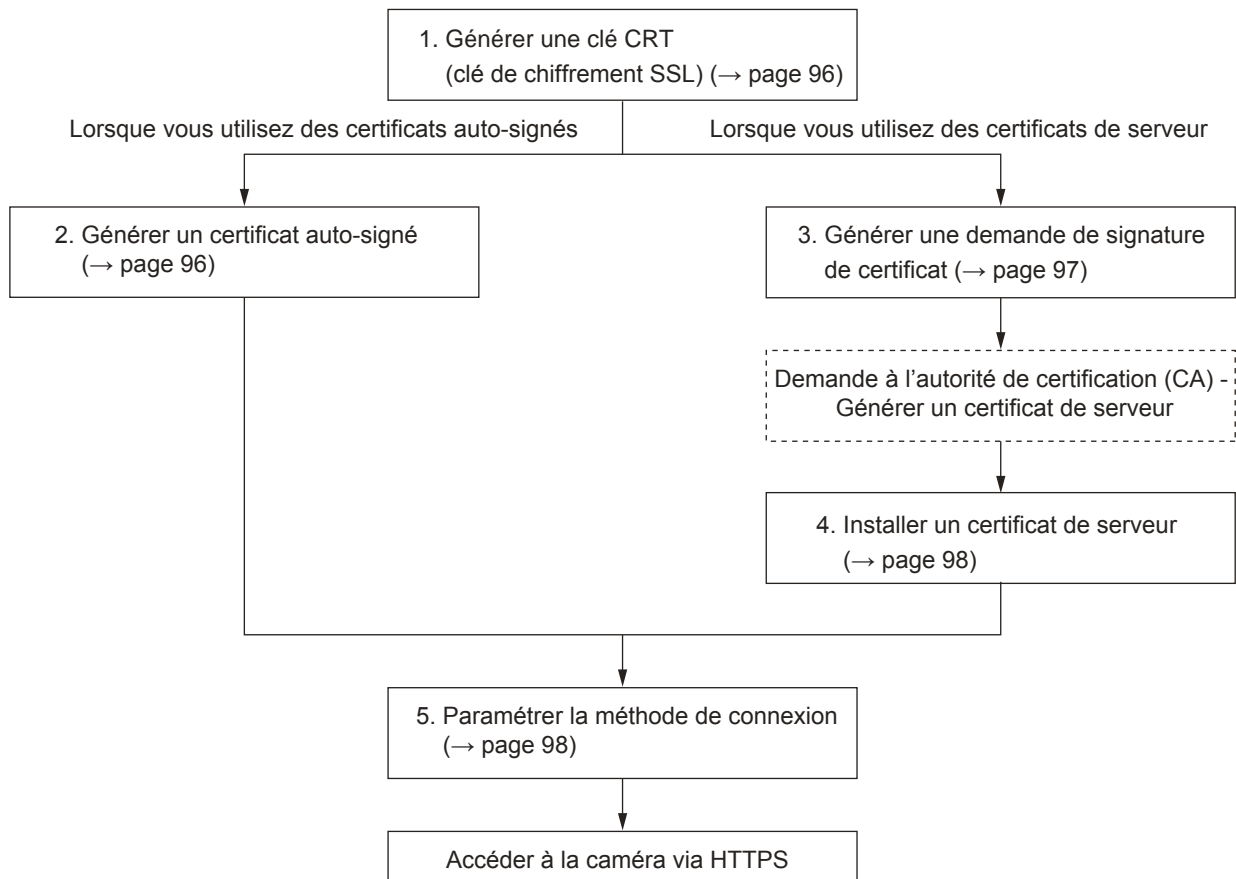 1. Générer une clé CRT
(clé de chiffrement SSL) (→ page 96)
Lorsque vous utilisez des certificats auto-signés
Lorsque vous utilisez des certificats de serveur
2. Générer un certificat auto-signé
(→ page 96)
3. Générer une demande de signature
de certificat (→ page 97)
Demande à l’autorité de certification (CA) -
Générer un certificat de serveur
4. Installer un certificat de serveur
(→ page 98)
5. Paramétrer la méthode de connexion
(→ page 98)
Accéder à la caméra via HTTPS